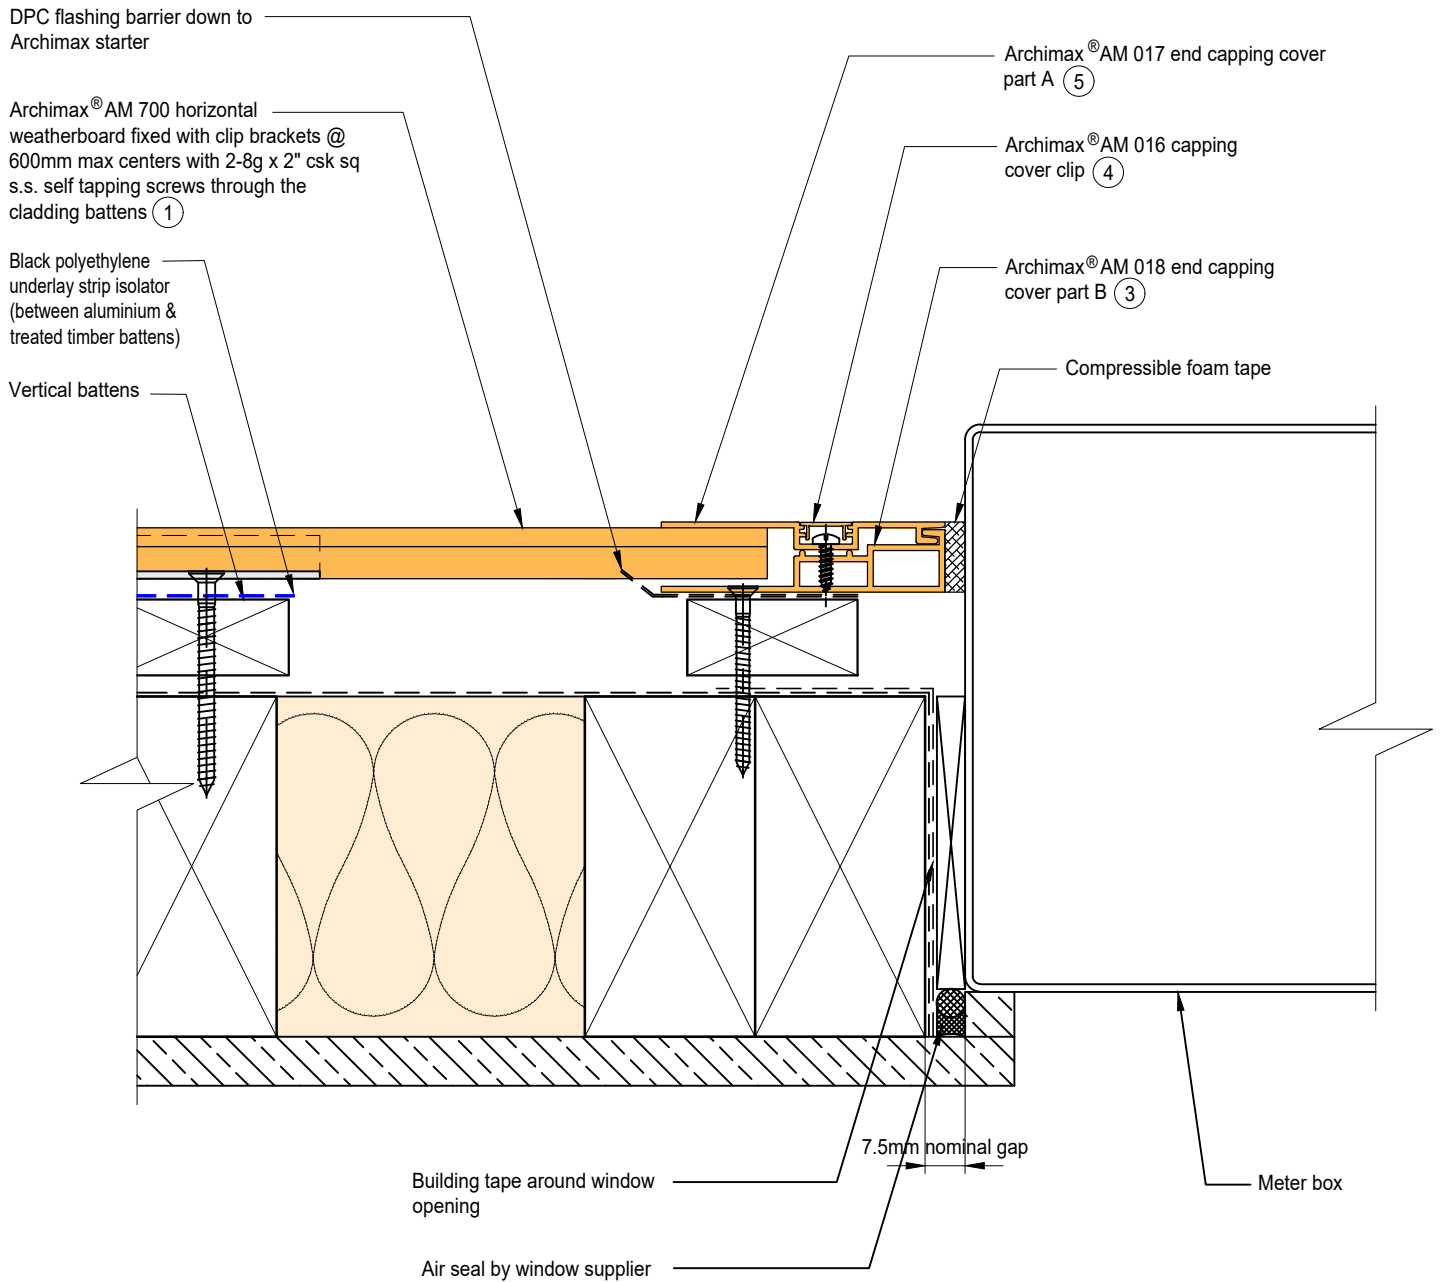 DPC flashing barrier down to
Archimax starter
Archimax® AM 700 horizontal
weatherboard fixed with clip brackets @
600mm max centers with 2-8g x 2" csk sq
s.s. self tapping screws through the
cladding battens 1
Black polyethylene
underlay strip isolator
(between aluminium &
treated timber battens)
Vertical battens
Archimax® AM 017 end capping cover
part A 5
Archimax® AM 016 capping
cover clip 4
Archimax® AM 018 end capping
cover part B 3
Compressible foam tape
7.5mm nominal gap
Building tape around window
opening
Meter box
Air seal by window supplier